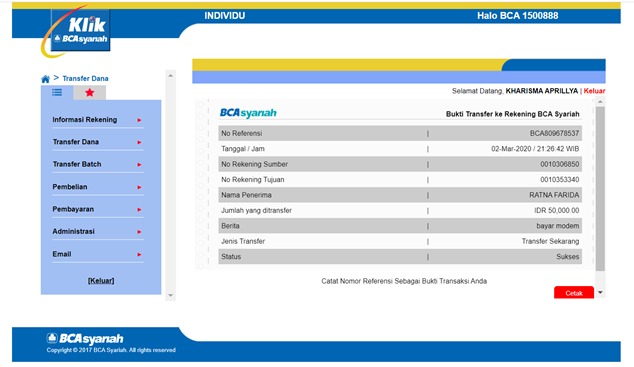 Klik
BCAsyariah
INDIVIDU
Halo BCA 1500888
> Transfer Dana
Selamat Datang, KHARISMA APRILLYA | Keluar
Informasi Rekening
Transfer Dana
Transfer Batch
Pembelian
Pembayaran
Administrasi
Email
[Keluar]
BCAsyariah
Bukti Transfer ke Rekening BCA Syariah
No Referensi | BCA809678537
Tanggal / Jam | 02-Mar-2020 / 21:26:42 WIB
No Rekening Sumber | 0010306850
No Rekening Tujuan | 0010353340
Nama Penerima | RATNA FARIDA
Jumlah yang ditransfer | IDR 50,000.00
Berita | bayar modem
Jenis Transfer | Transfer Sekarang
Status | Sukses
Catat Nomor Referensi Sebagai Bukti Transaksi Anda
Cetak
BCAsyariah
Copyright © 2017 BCA Syariah. All rights reserved